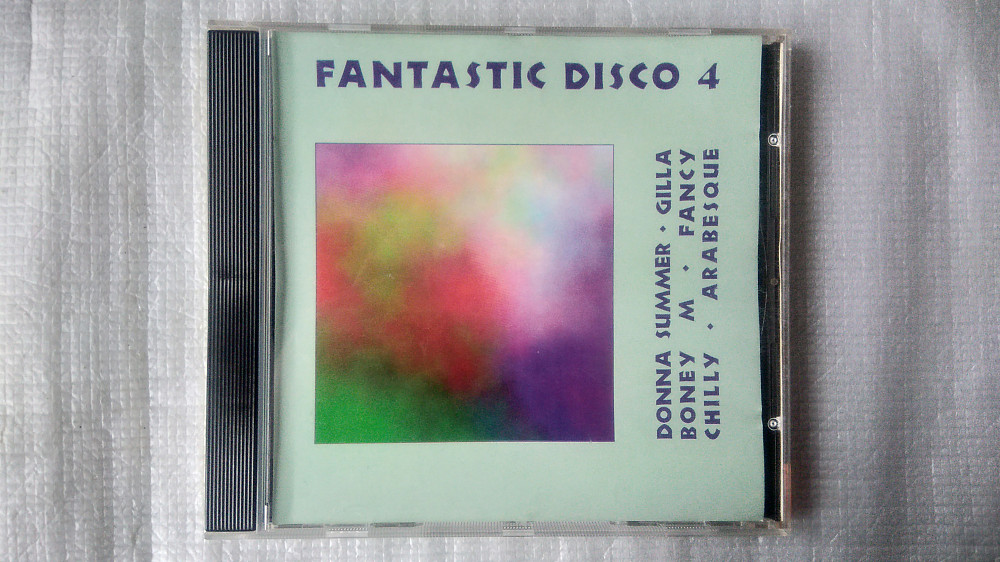 FANTASTIC DISCO 4
DONNA SUMMER • GILLA
BONEY M • FANCY
CHILLY • ARABESQUE